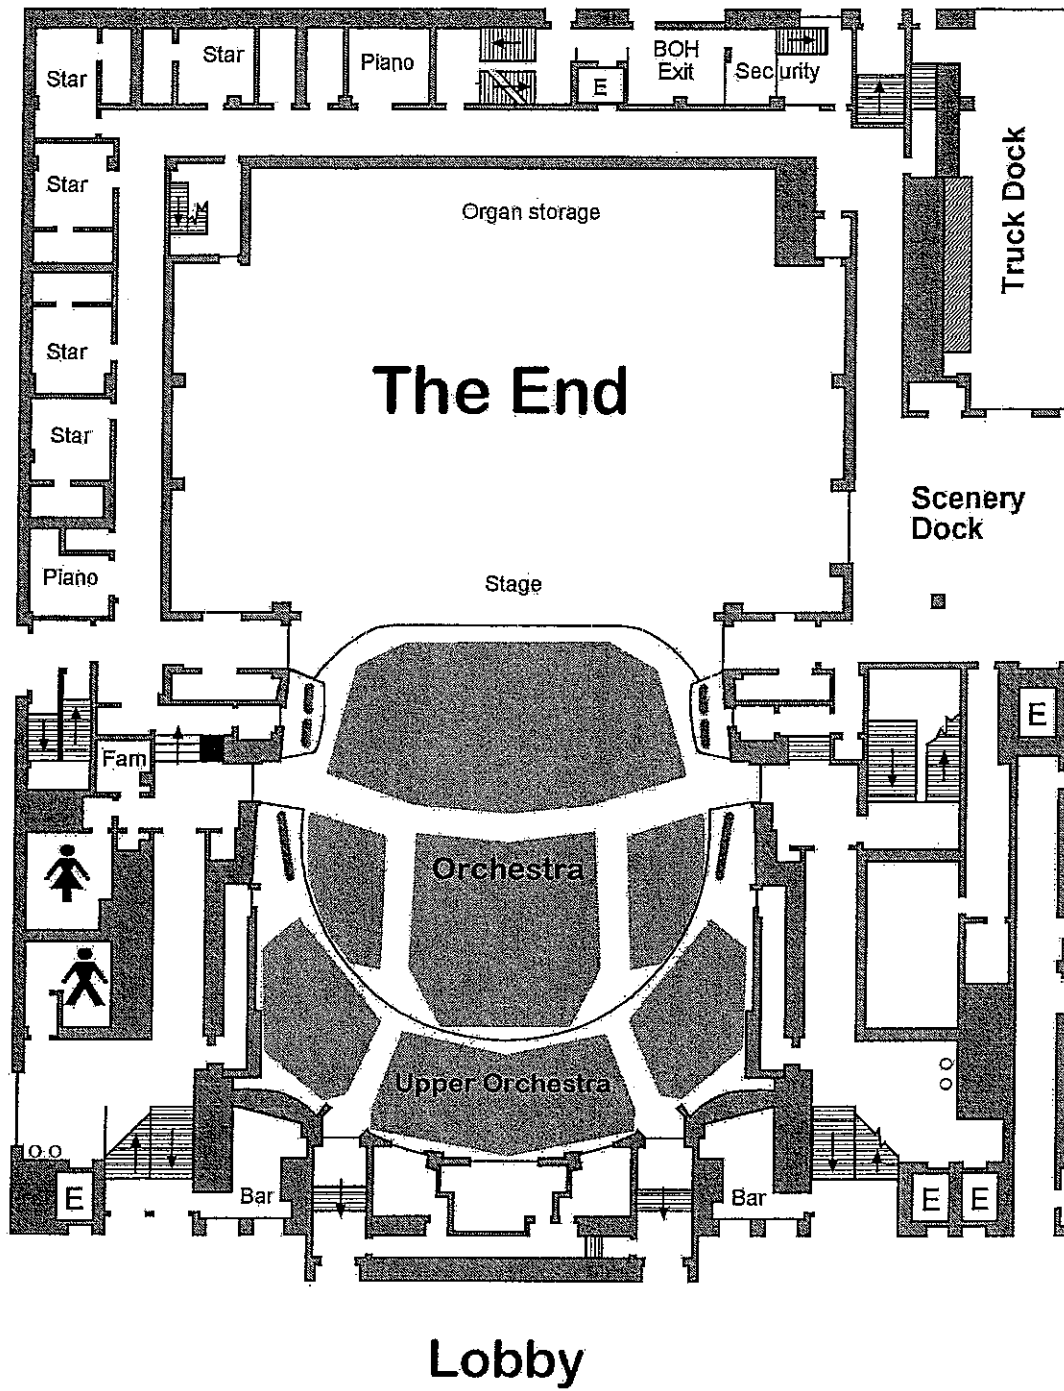 Star
Star
Piano
E
BOH
Exit
Security
Star
Organ storage
Truck Dock
Star
The End
Star
Scenery
Dock
Piano
Stage
E
Fam
Orchestra
Upper Orchestra
E
Bar
Bar
E
E
Lobby